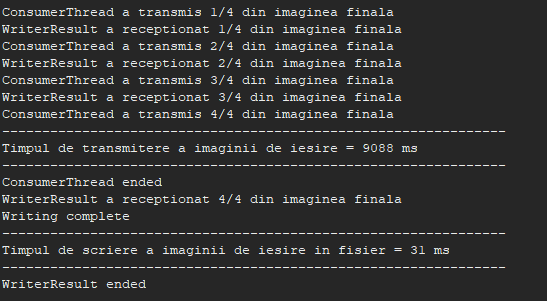 ConsumerThread a transmis 1/4 din imaginea finala
WriterResult a receptionat 1/4 din imaginea finala
ConsumerThread a transmis 2/4 din imaginea finala
WriterResult a receptionat 2/4 din imaginea finala
ConsumerThread a transmis 3/4 din imaginea finala
WriterResult a receptionat 3/4 din imaginea finala
ConsumerThread a transmis 4/4 din imaginea finala
---------------------------------------------------------------
Timpul de transmitere a imaginii de iesire = 9088 ms
---------------------------------------------------------------
ConsumerThread ended
WriterResult a receptionat 4/4 din imaginea finala
Writing complete
---------------------------------------------------------------
Timpul de scriere a imaginii de iesire in fisier = 31 ms
---------------------------------------------------------------
WriterResult ended